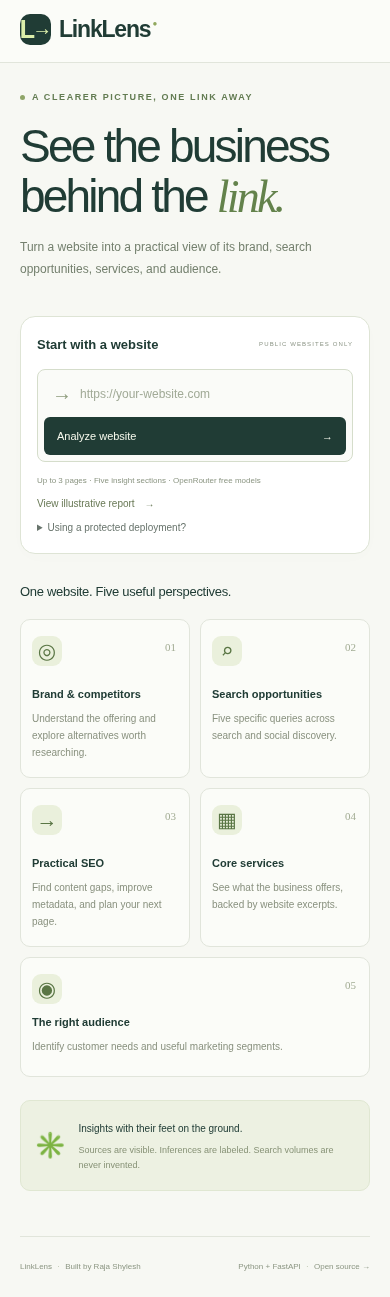 L→ LinkLens
A CLEARER PICTURE, ONE LINK AWAY
See the business
behind the link.
Turn a website into a practical view of its brand, search
opportunities, services, and audience.
Start with a website
PUBLIC WEBSITES ONLY
→ https://your-website.com
Analyze website →
Up to 3 pages · Five insight sections · OpenRouter free models
View illustrative report →
▶ Using a protected deployment?
One website. Five useful perspectives.
01
Brand & competitors
Understand the offering and
explore alternatives worth
researching.
02
Search opportunities
Five specific queries across
search and social discovery.
03
Practical SEO
Find content gaps, improve
metadata, and plan your next
page.
04
Core services
See what the business offers,
backed by website excerpts.
05
The right audience
Identify customer needs and useful marketing segments.
Insights with their feet on the ground.
Sources are visible. Inferences are labeled. Search volumes are
never invented.
LinkLens · Built by Raja Shylesh
Python + FastAPI · Open source →